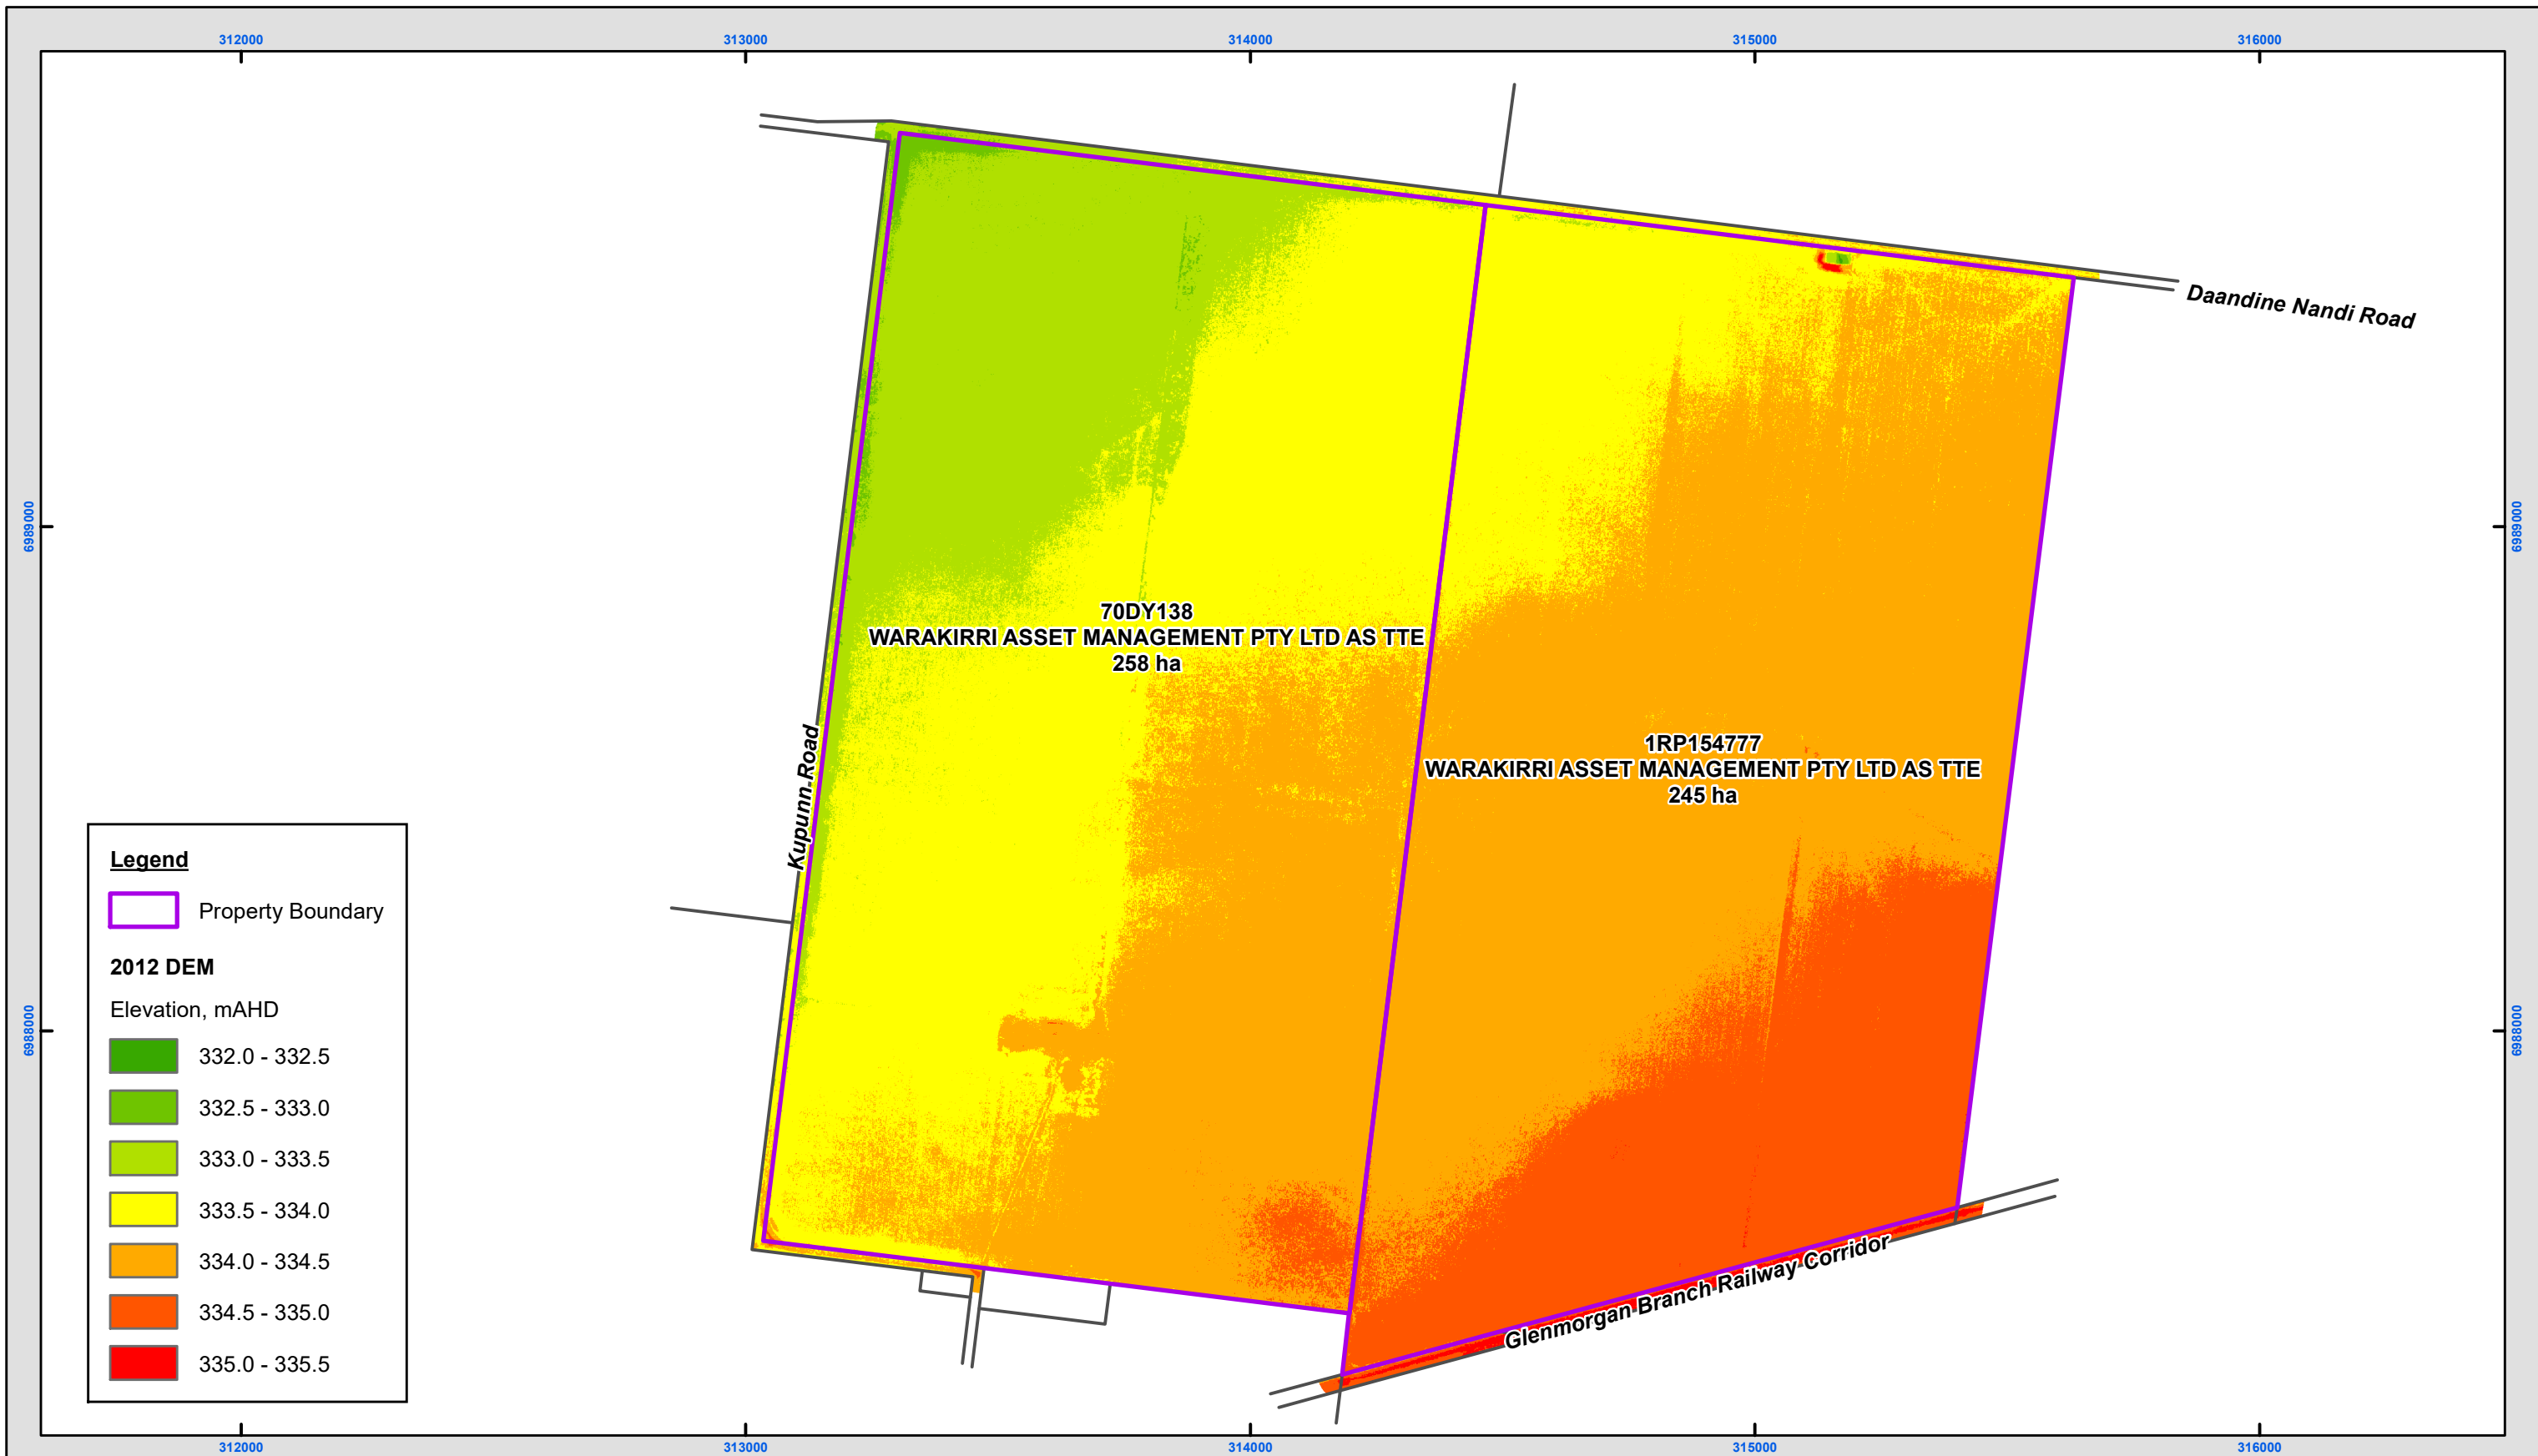 312000
313000
314000
315000
316000
Daandine Nandi Road
6989000
6989000
70DY138
WARAKIRRI ASSET MANAGEMENT PTY LTD AS TTE
258 ha
Kupunn Road
1RP154777
WARAKIRRI ASSET MANAGEMENT PTY LTD AS TTE
245 ha
Legend
Property Boundary
2012 DEM
Elevation, mAHD
332.0 - 332.5
332.5 - 333.0
333.0 - 333.5
333.5 - 334.0
334.0 - 334.5
334.5 - 335.0
335.0 - 335.5
6988000
6988000
Glenmorgan Branch Railway Corridor
312000
313000
314000
315000
316000